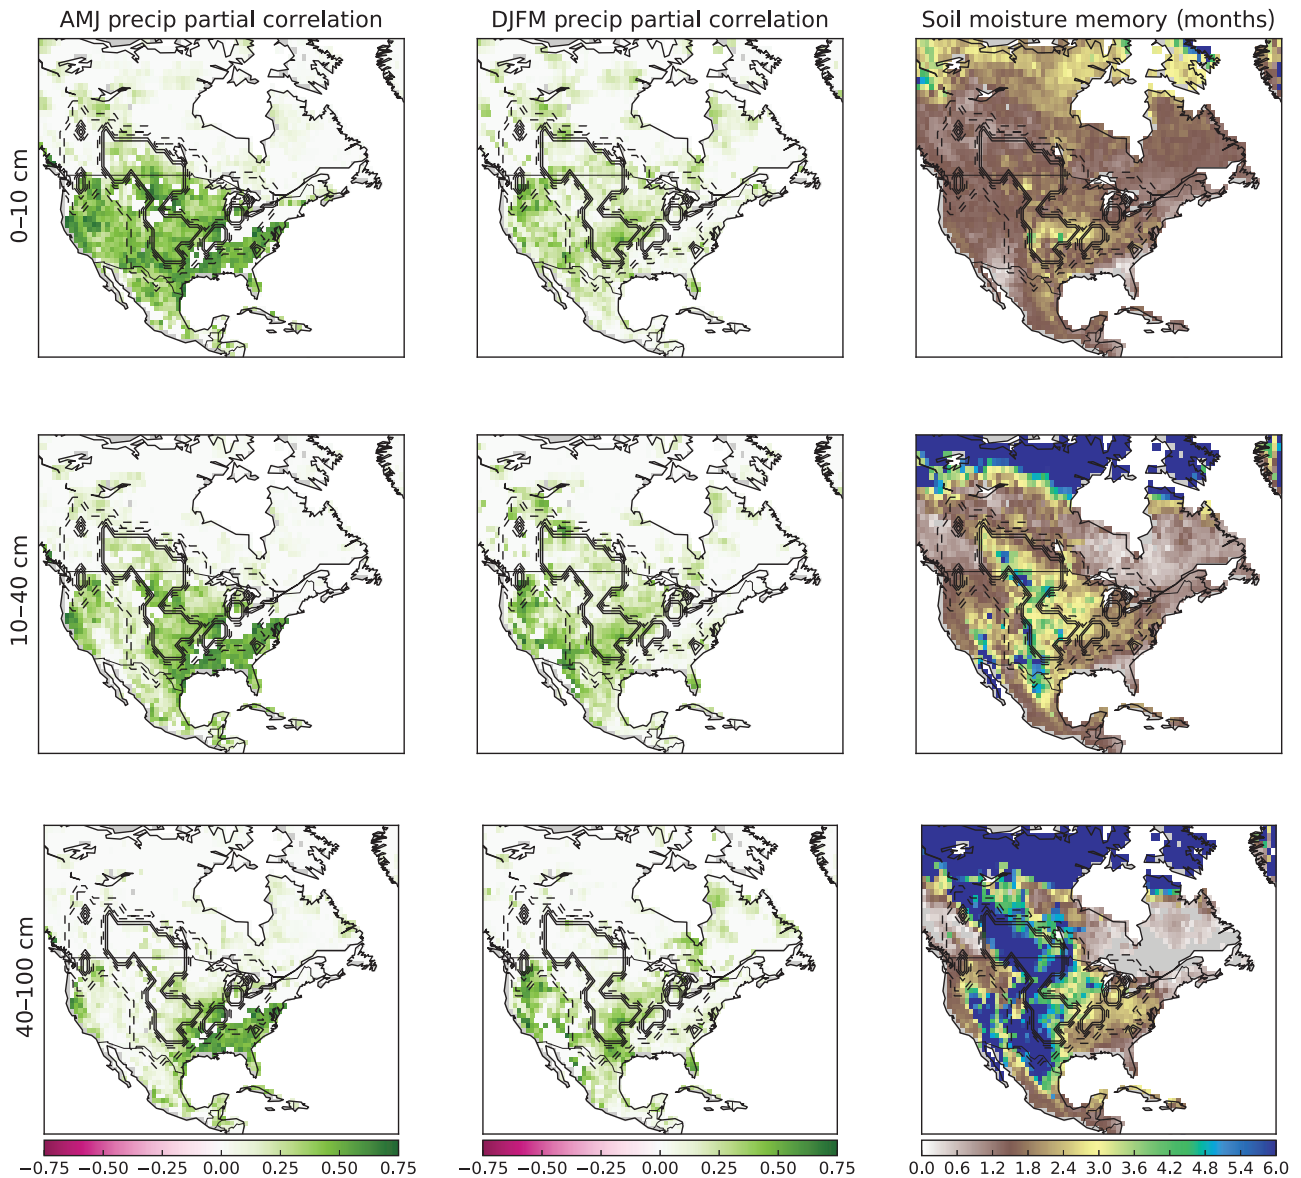 AMJ precip partial correlation DJFM precip partial correlation Soil moisture memory (months)
0–10 cm
10–40 cm
40–100 cm
−0.75 −0.50 −0.25 0.00 0.25 0.50 0.75 −0.75 −0.50 −0.25 0.00 0.25 0.50 0.75 0.0 0.6 1.2 1.8 2.4 3.0 3.6 4.2 4.8 5.4 6.0